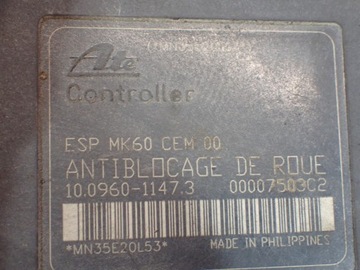 Ate
Controller
ESP MK60 CEM 00
ANTIBLOCAGE DE ROUE
10.0960-1147.3 00007503C2
*MN35E20L53*
MADE IN PHILIPPINES